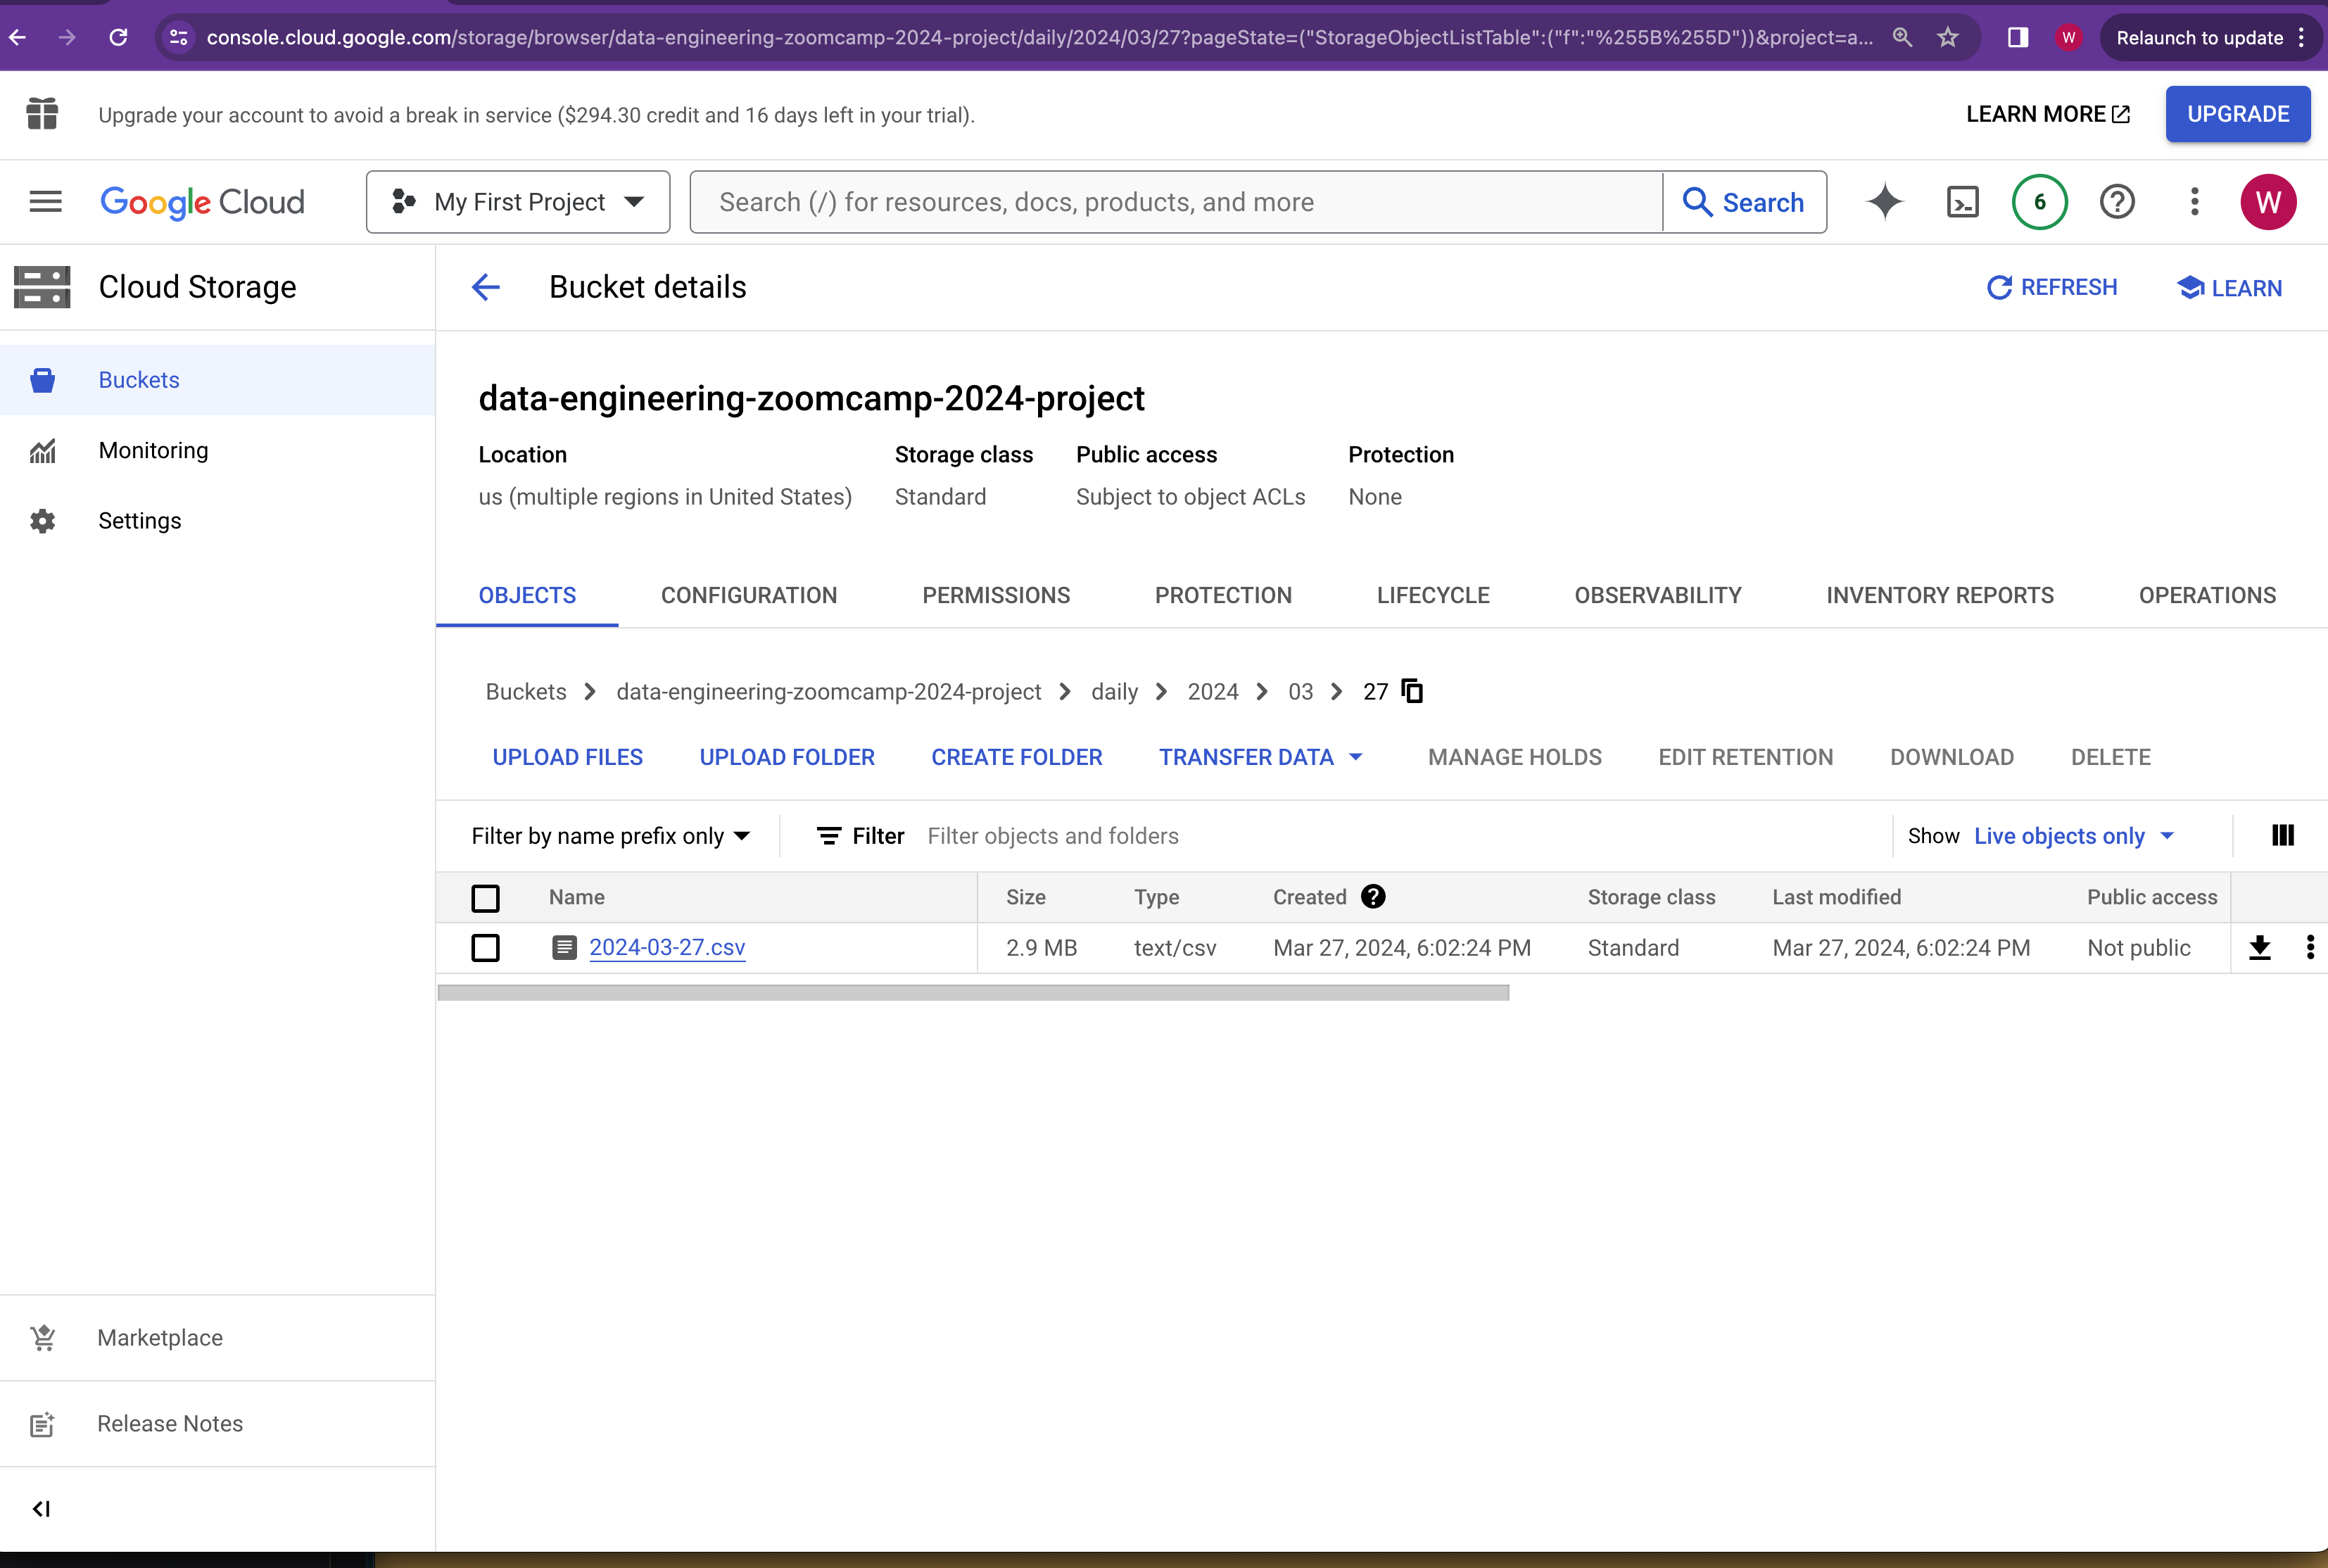 console.cloud.google.com/storage/browser/data-engineering-zoomcamp-2024-project/daily/2024/03/27?pageState=("StorageObjectListTable":("f":"%255B%255D"))&project=a...
W
Relaunch to update
Upgrade your account to avoid a break in service ($294.30 credit and 16 days left in your trial).
LEARN MORE
UPGRADE
Google Cloud
My First Project
Search (/) for resources, docs, products, and more
Search
6
W
Cloud Storage
Bucket details
REFRESH
LEARN
Buckets
Monitoring
Settings
data-engineering-zoomcamp-2024-project
Location Storage class Public access Protection
us (multiple regions in United States) Standard Subject to object ACLs None
OBJECTS CONFIGURATION PERMISSIONS PROTECTION LIFECYCLE OBSERVABILITY INVENTORY REPORTS OPERATIONS
Buckets data-engineering-zoomcamp-2024-project daily 2024 03 27
UPLOAD FILES UPLOAD FOLDER CREATE FOLDER TRANSFER DATA MANAGE HOLDS EDIT RETENTION DOWNLOAD DELETE
Filter by name prefix only Filter Filter objects and folders Show Live objects only
Name Size Type Created ? Storage class Last modified Public access
2024-03-27.csv 2.9 MB text/csv Mar 27, 2024, 6:02:24 PM Standard Mar 27, 2024, 6:02:24 PM Not public
Marketplace
Release Notes